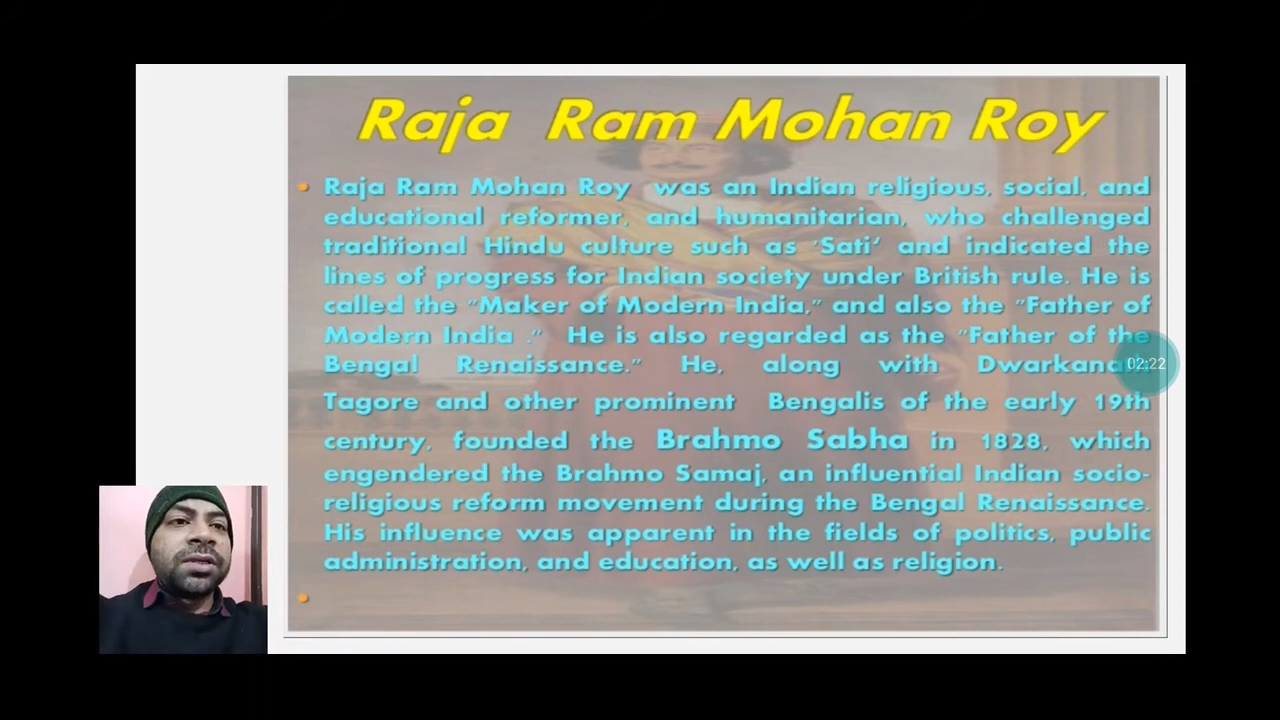 Raja Ram Mohan Roy
Raja Ram Mohan Roy was an Indian religious, social, and
educational reformer, and humanitarian, who challenged
traditional Hindu culture such as 'Sati‘ and indicated the
lines of progress for Indian society under British rule. He is
called the "Maker of Modern India," and also the "Father of
Modern India ." He is also regarded as the "Father of the
Bengal Renaissance." He, along with
02:22
Tagore and other prominent Bengalis of the early 19th
century, founded the Brahmo Sabha in 1828, which
engendered the Brahmo Samaj, an influential Indian socio-
religious reform movement during the Bengal Renaissance.
His influence was apparent in the fields of politics, public
administration, and education, as well as religion.